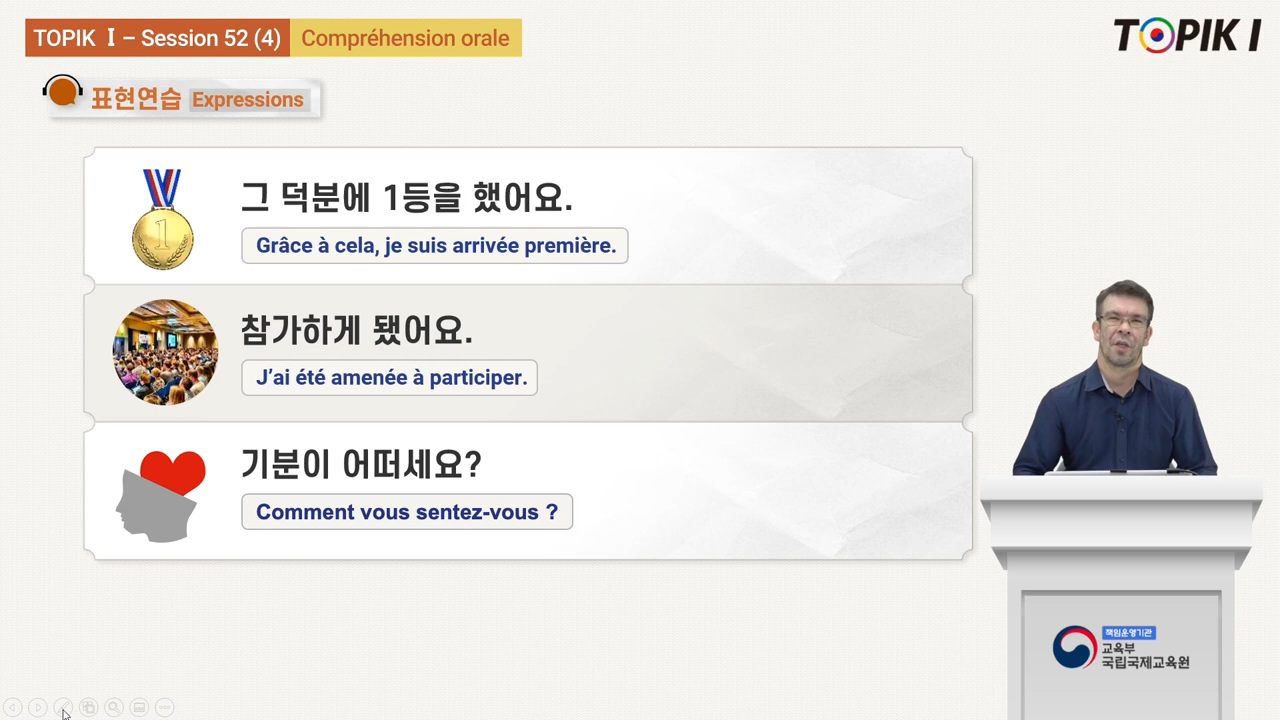 TOPIK Ⅰ – Session 52 (4) Compréhension orale
TOPIK I
표현연습 Expressions
그 덕분에 1등을 했어요.
Grâce à cela, je suis arrivée première.
참가하게 됐어요.
J'ai été amenée à participer.
기분이 어떠세요?
Comment vous sentez-vous ?
책임운영기관
교육부
국립국제교육원
1